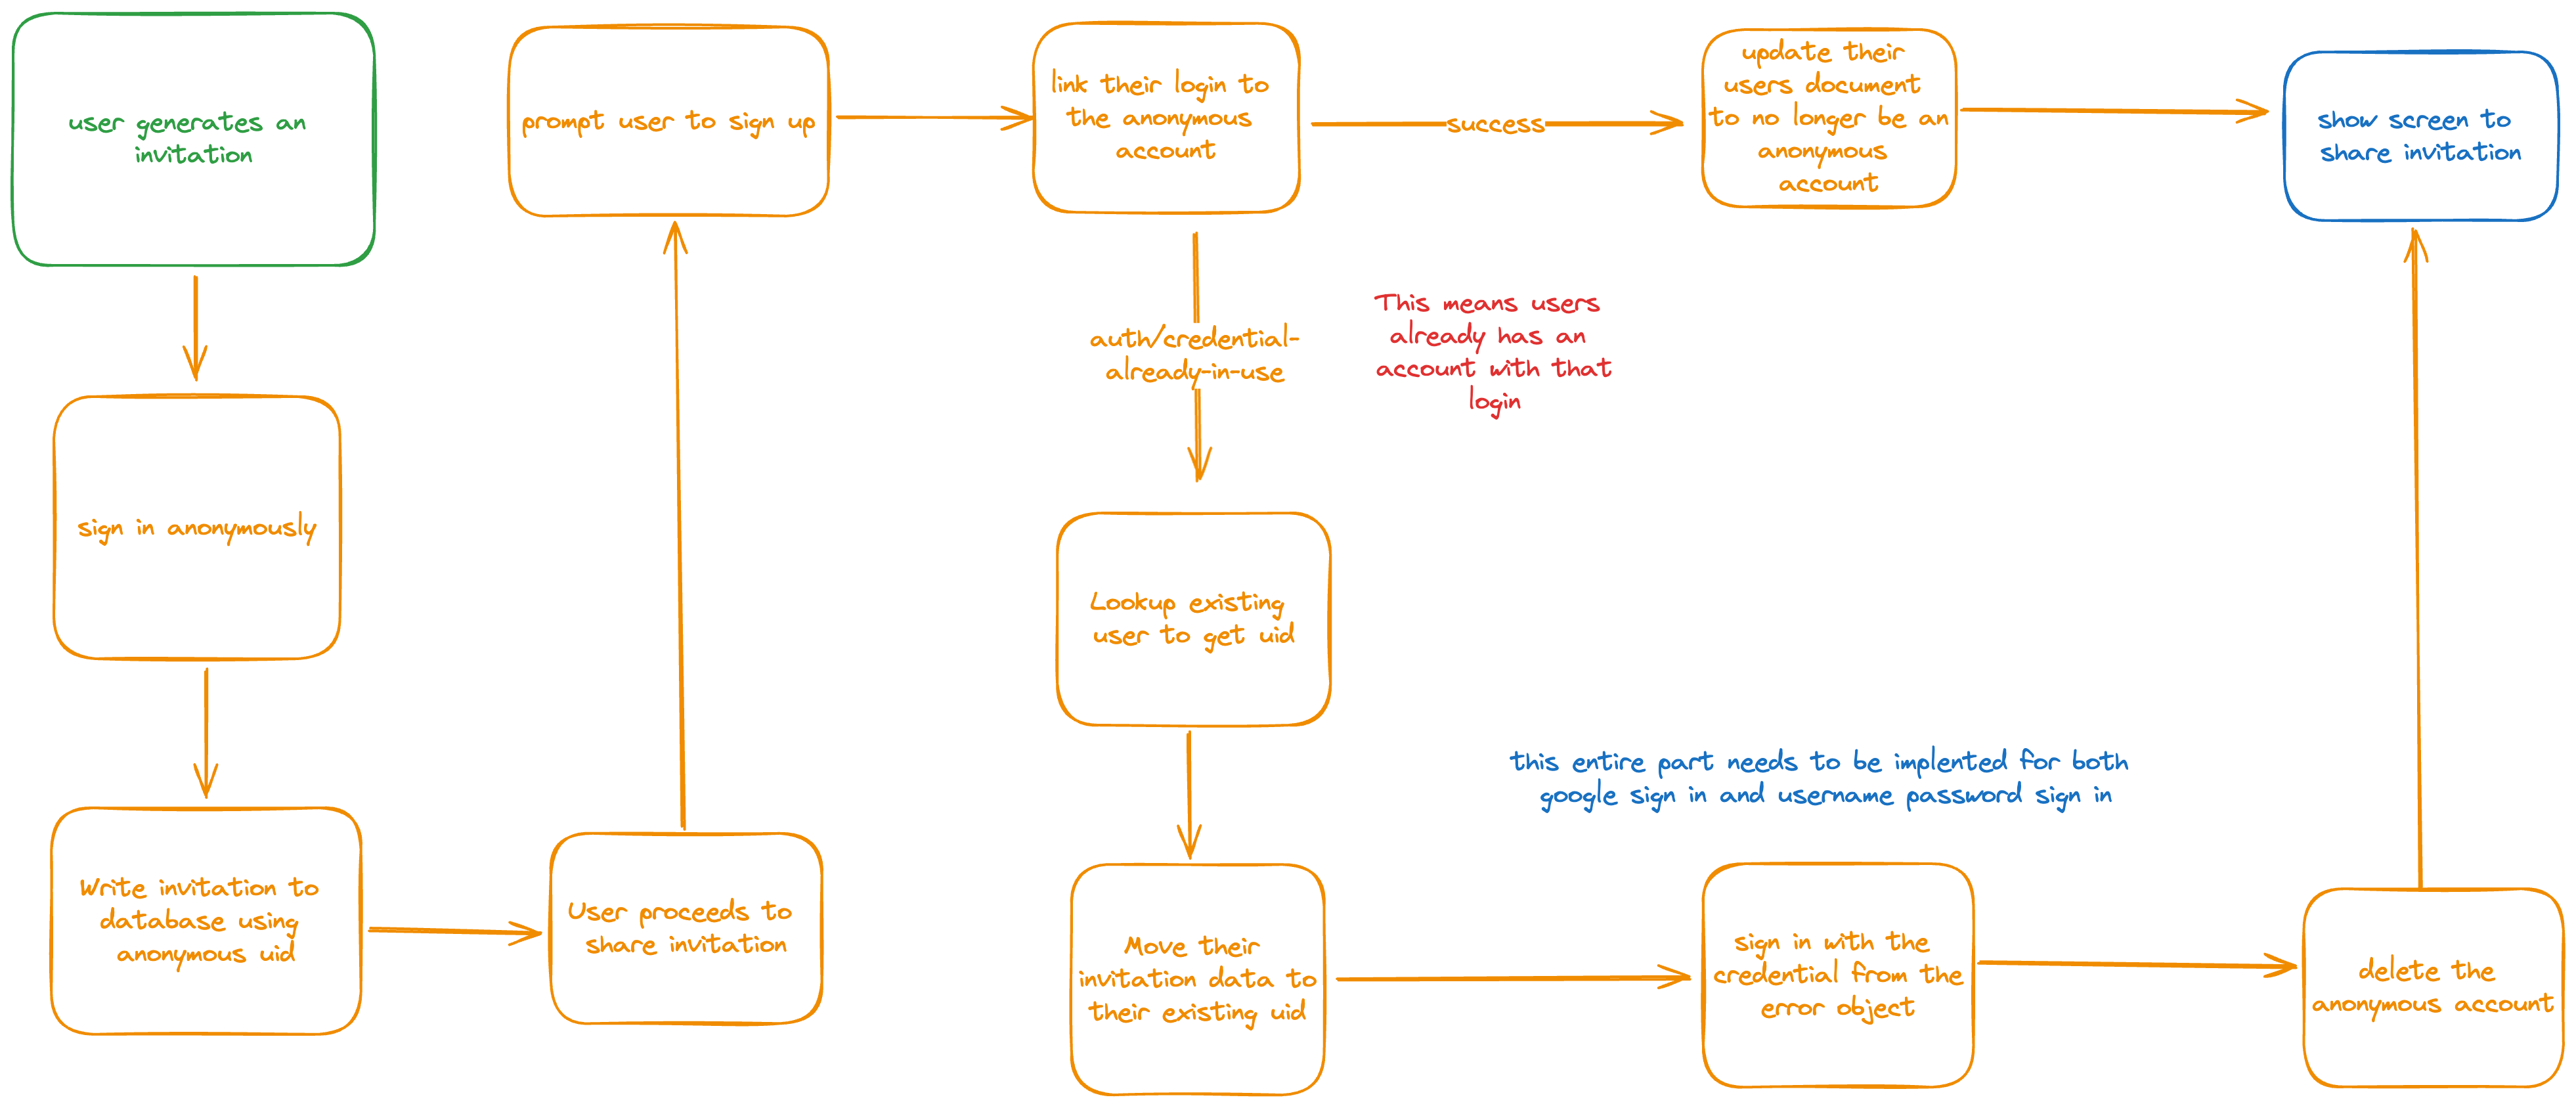 user generates an
invitation
sign in anonymously
Write invitation to
database using
anonymous uid
User proceeds to
share invitation
prompt user to sign up
link their login to
the anonymous
account
success
update their
users document
to no longer be an
anonymous
account
show screen to
share invitation
auth/credential-
already-in-use
This means users
already has an
account with that
login
Lookup existing
user to get uid
this entire part needs to be implented for both
google sign in and username password sign in
Move their
invitation data to
their existing uid
sign in with the
credential from the
error object
delete the
anonymous account